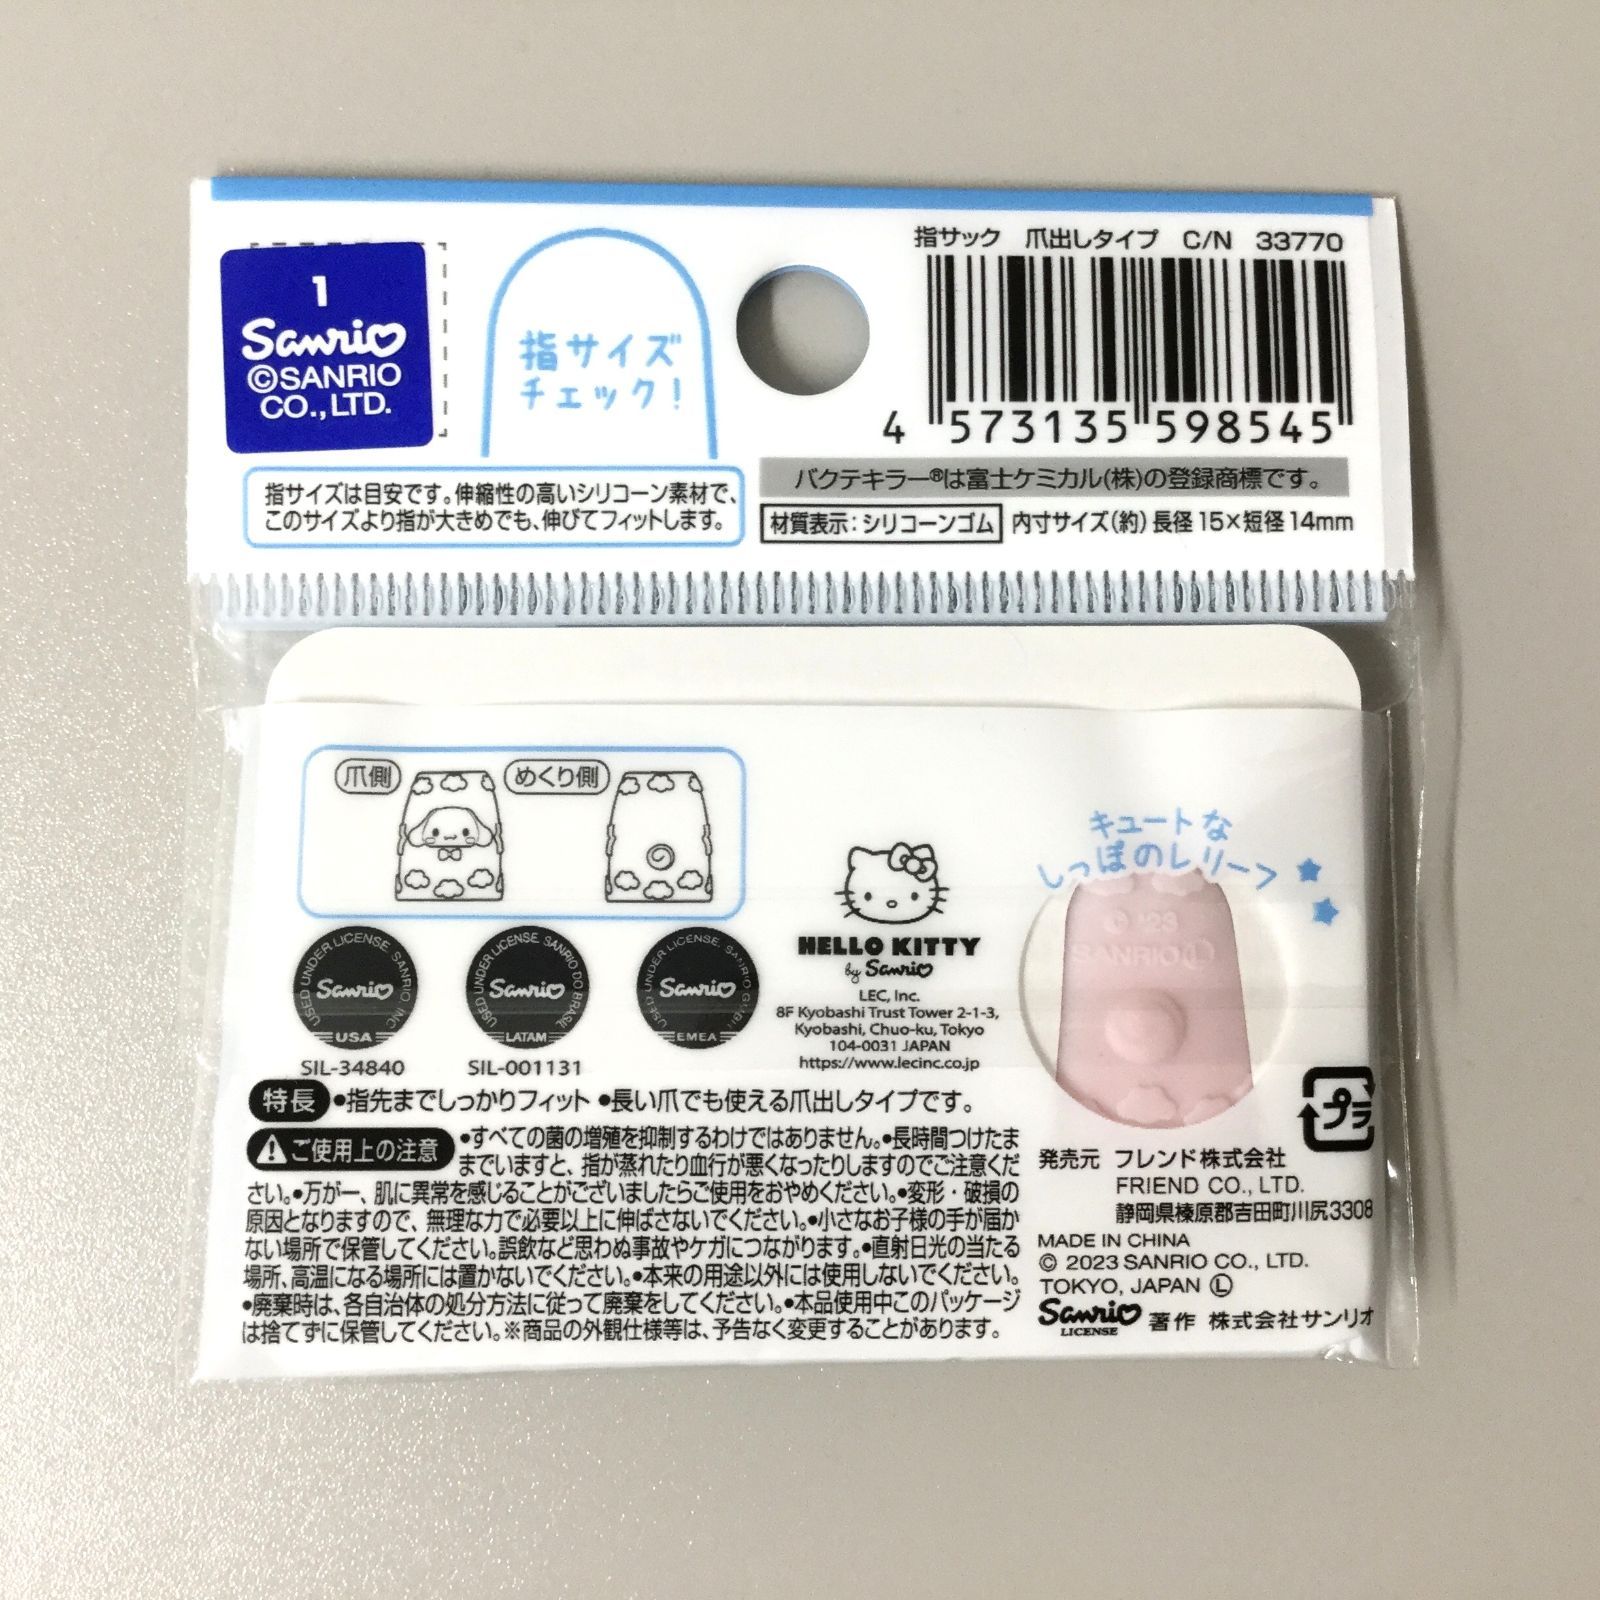 1
Sanrio
©SANRIO
CO.,LTD.
指サイズ
チェック!
指サック 爪出しタイプ C/N 33770
4 573135 598545
指サイズは目安です。伸縮性の高いシリコーン素材で、
このサイズより指が大きめでも、伸びてフィットします。
バクテキラー®は富士ケミカル(株)の登録商標です。
材質表示:シリコーンゴム 内寸サイズ(約)長径15×短径14mm
爪側
めくり側
USED UNDER LICENSE. SANRIO INC
Sanrio
USA
SIL-34840
USED UNDER LICENSE. SANRIO DO BRASIL
Sanrio
LATAM
SIL-001131
USED UNDER LICENSE. SANRIO GMBH
Sanrio
EMEA
HELLO KITTY
by Sanrio
LEC, Inc.
8F Kyobashi Trust Tower 2-1-3,
Kyobashi, Chuo-ku, Tokyo
104-0031 JAPAN
https://www.lecinc.co.jp
キュートな
しっぽのレリーフ
'23
SANRIO Ⓛ
プラ
特長 •指先までしっかりフィット •長い爪でも使える爪出しタイプです。
ご使用上の注意 •すべての菌の増殖を抑制するわけではありません。•長時間つけたま
までいますと、指が蒸れたり血行が悪くなったりしますのでご注意くだ
さい。•万が一、肌に異常を感じることがございましたらご使用をおやめください。•変形・破損の
原因となりますので、無理な力で必要以上に伸ばさないでください。•小さなお子様の手が届か
ない場所で保管してください。誤飲など思わぬ事故やケガにつながります。•直射日光の当たる
場所、高温になる場所には置かないでください。•本来の用途以外には使用しないでください。
•廃棄時は、各自治体の処分方法に従って廃棄をしてください。•本品使用中このパッケージ
は捨てずに保管してください。※商品の外観仕様等は、予告なく変更することがあります。
発売元 フレンド株式会社
FRIEND CO., LTD.
静岡県榛原郡吉田町川尻3308
MADE IN CHINA
© 2023 SANRIO CO., LTD.
TOKYO, JAPAN Ⓛ
Sanrio LICENSE 著作 株式会社サンリオ